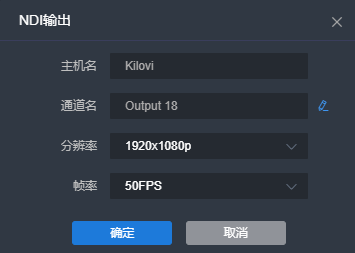 NDI输出
主机名 Kilovi
通道名 Output 18
分辨率 1920x1080p
帧率 50FPS
确定 取消